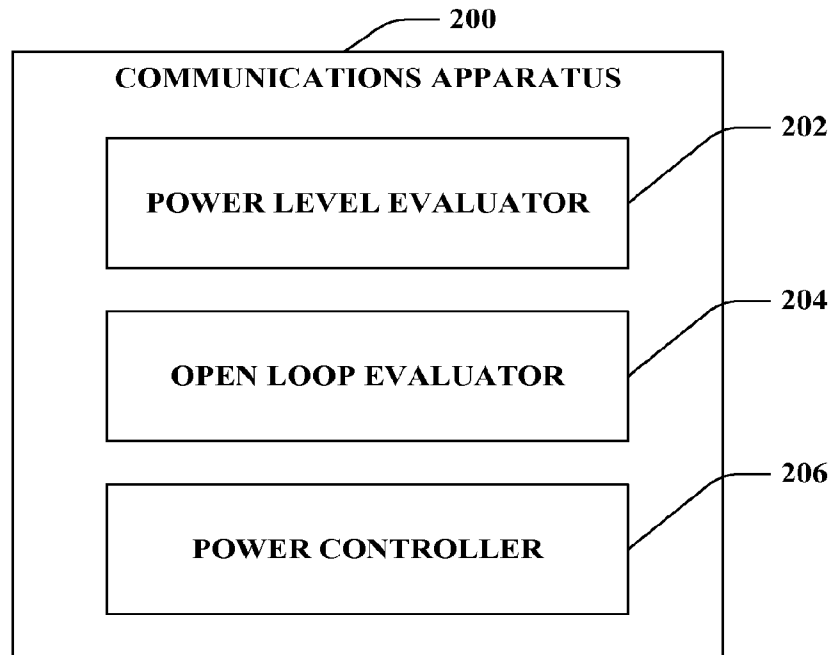 200
COMMUNICATIONS APPARATUS
202
POWER LEVEL EVALUATOR
204
OPEN LOOP EVALUATOR
206
POWER CONTROLLER